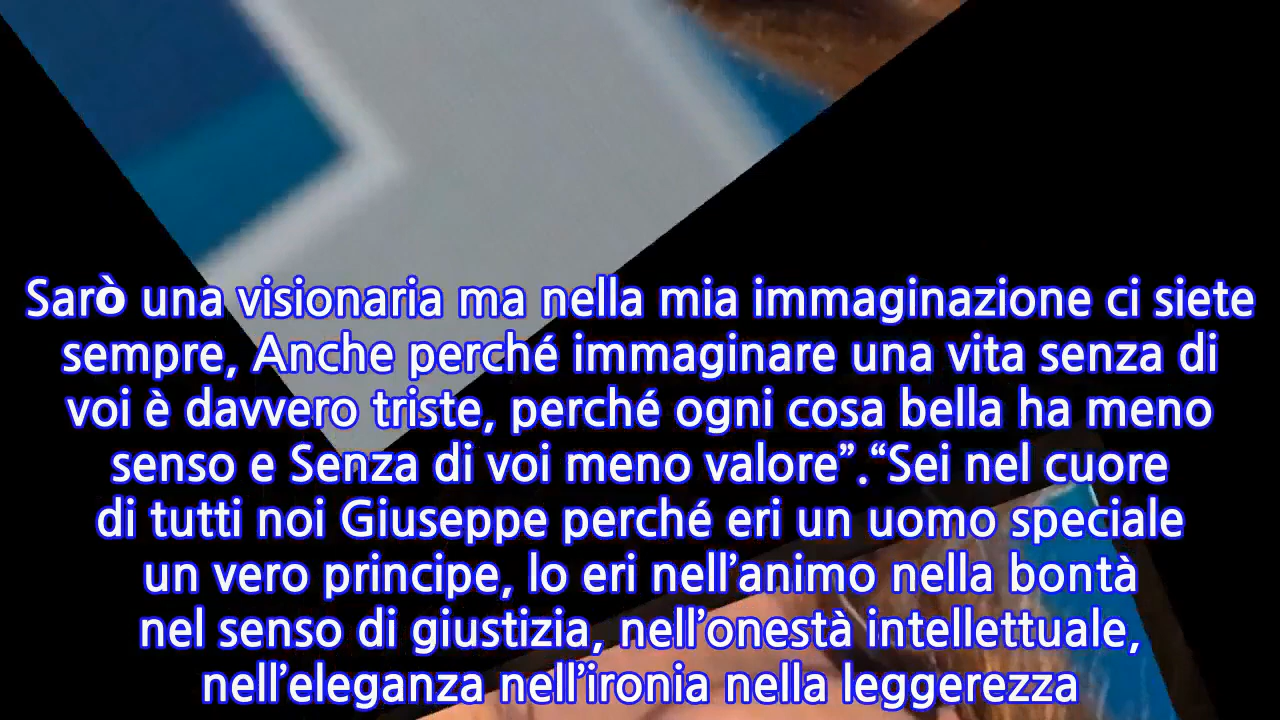 Sarò una visionaria ma nella mia immaginazione ci siete
sempre, Anche perché immaginare una vita senza di
voi è davvero triste, perché ogni cosa bella ha meno
senso e Senza di voi meno valore”.“Sei nel cuore
di tutti noi Giuseppe perché eri un uomo speciale
un vero principe, lo eri nell’animo nella bontà
nel senso di giustizia, nell’onestà intellettuale,
nell’eleganza nell’ironia nella leggerezza